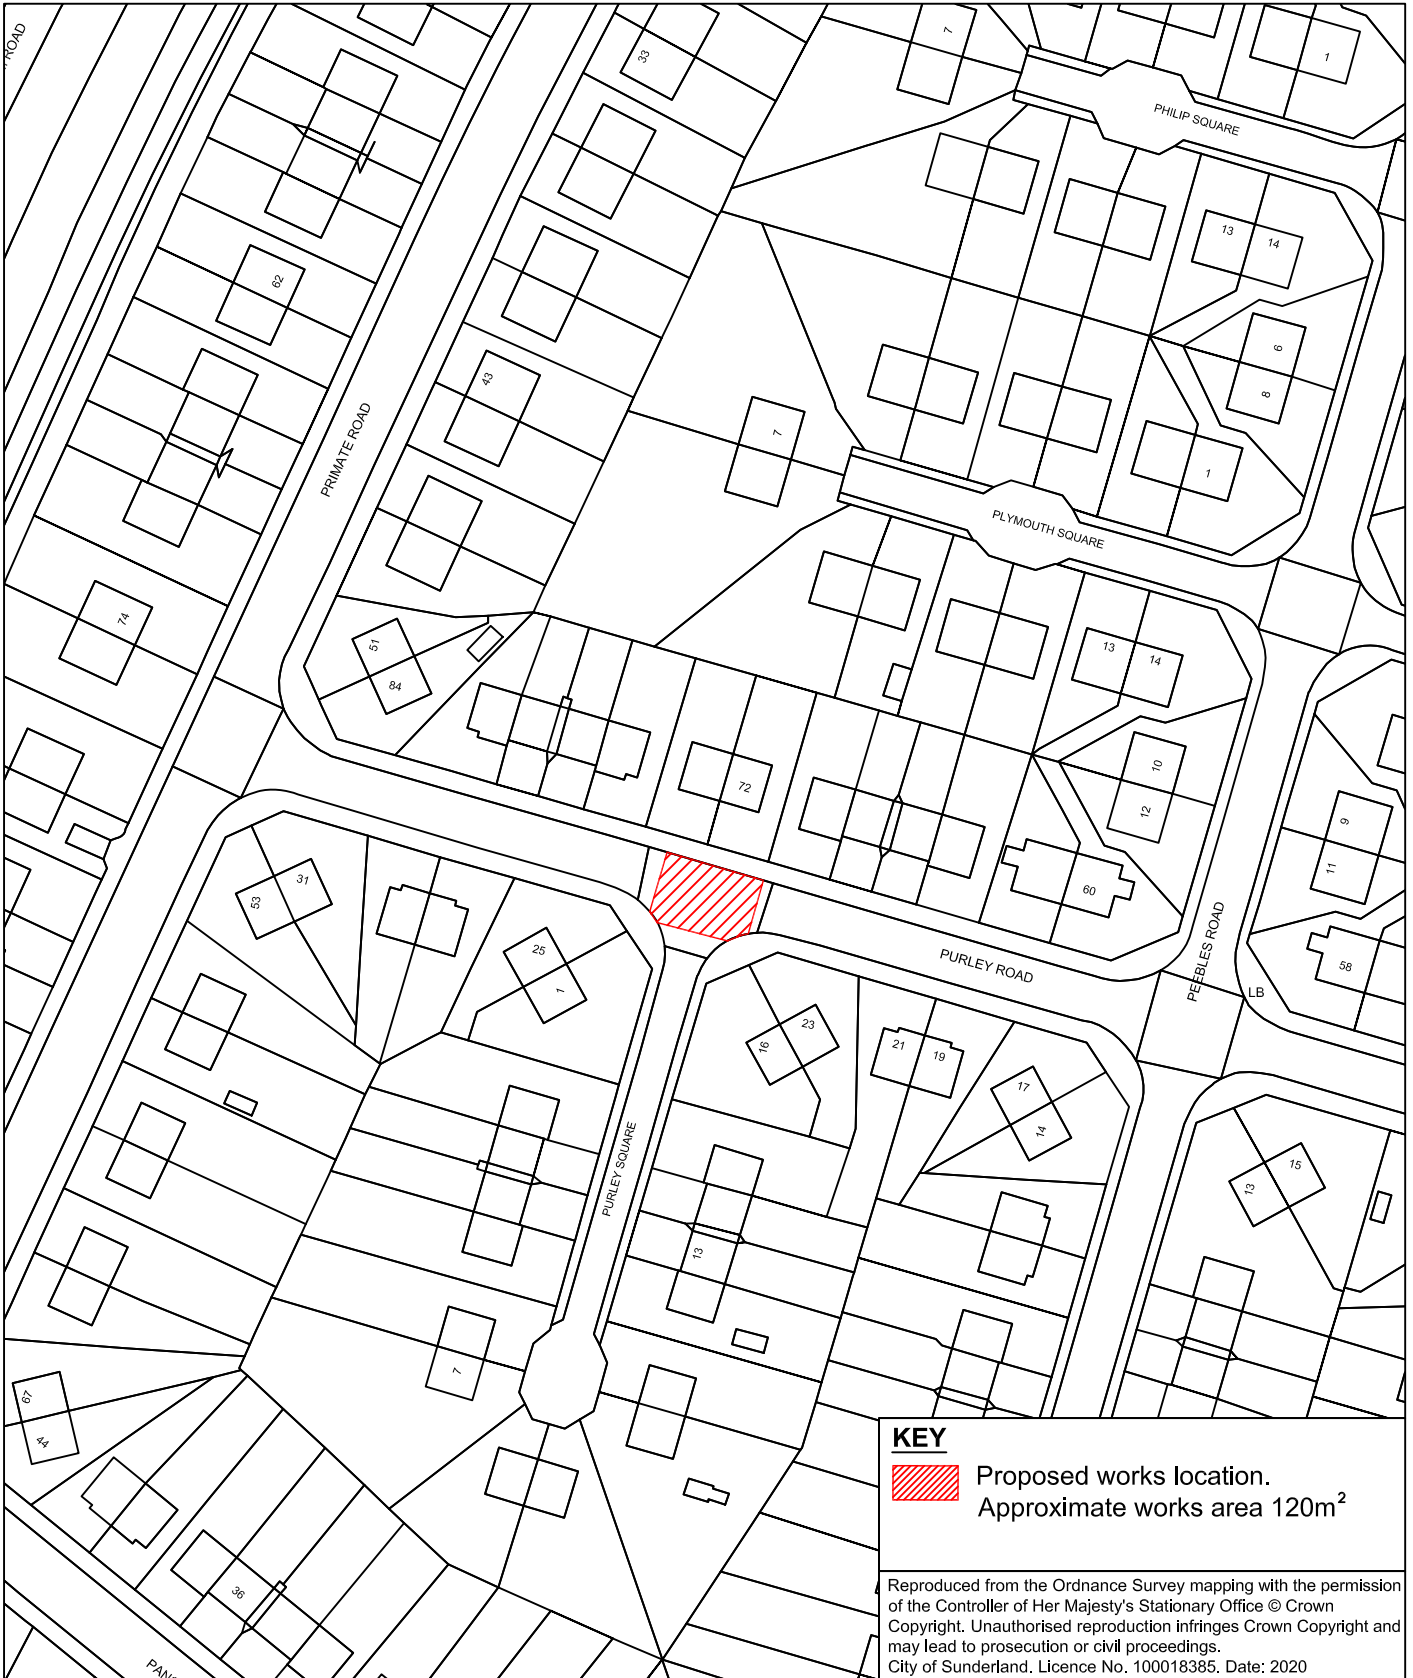 ROAD
33
7
1
PHILIP SQUARE
13
14
62
6
8
43
PRIMATE ROAD
7
1
PLYMOUTH SQUARE
74
51
84
13
14
72
10
12
9
11
60
31
53
25
1
PURLEY ROAD
PEEBLES ROAD
58
LB
23
16
21
19
17
14
PURLEY SQUARE
15
13
13
7
67
44
36
KEY
Proposed works location.
Approximate works area 120m²
Reproduced from the Ordnance Survey mapping with the permission
of the Controller of Her Majesty's Stationary Office © Crown
Copyright. Unauthorised reproduction infringes Crown Copyright and
may lead to prosecution or civil proceedings.
City of Sunderland. Licence No. 100018385. Date: 2020